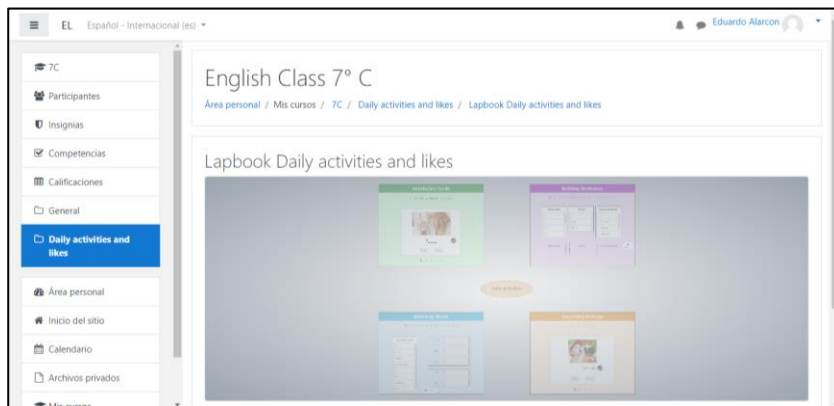 EL Español - Internacional (es)
Eduardo Alarcon
7C
Participantes
Insignias
Competencias
Calificaciones
General
Daily activities and
likes
Área personal
Inicio del sitio
Calendario
Archivos privados
Mis cursos
English Class 7° C
Área personal / Mis cursos / 7C / Daily activities and likes / Lapbook Daily activities and likes
Lapbook Daily activities and likes